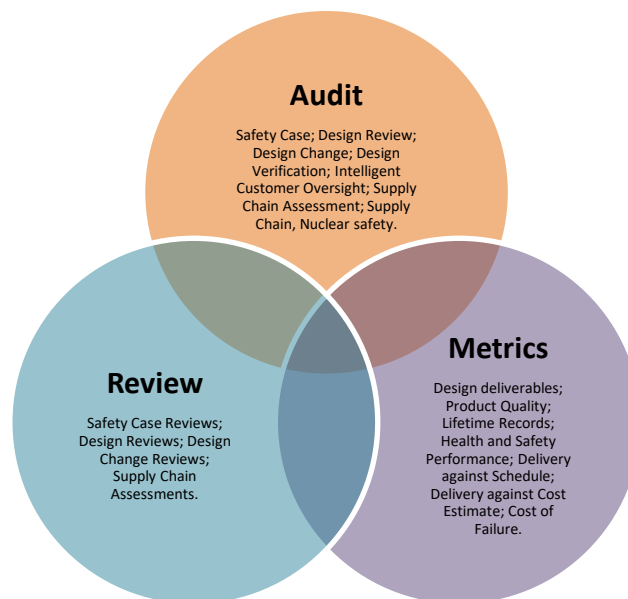 Audit
Safety Case; Design Review;
Design Change; Design
Verification; Intelligent
Customer Oversight; Supply
Chain Assessment; Supply
Chain, Nuclear safety.
Review
Safety Case Reviews;
Design Reviews; Design
Change Reviews;
Supply Chain
Assessments.
Metrics
Design deliverables;
Product Quality;
Lifetime Records;
Health and Safety
Performance; Delivery
against Schedule;
Delivery against Cost
Estimate; Cost of
Failure.